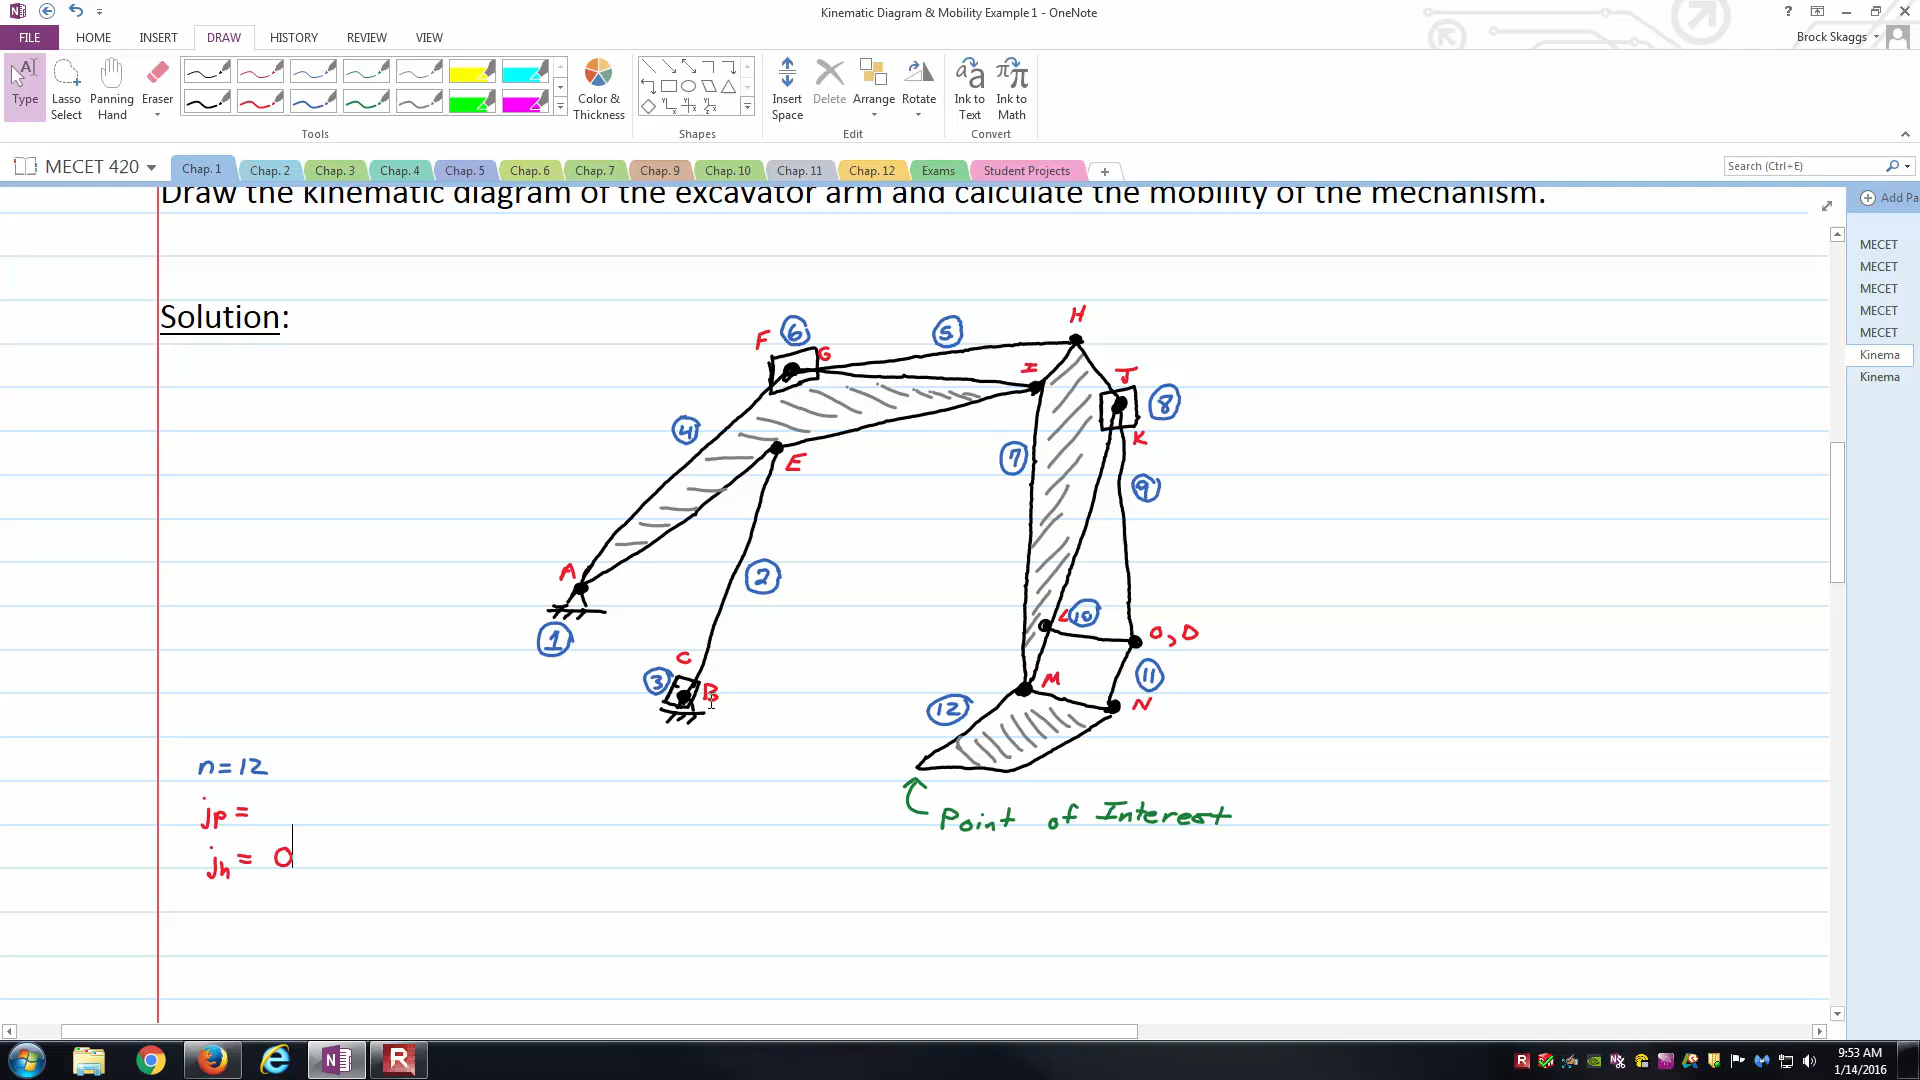 Kinematic Diagram & Mobility Example 1 - OneNote
FILE HOME INSERT DRAW HISTORY REVIEW VIEW
Brock Skaggs
Type
Lasso Select
Panning Hand
Eraser
Color & Thickness
Insert Space
Delete
Arrange
Rotate
Ink to Text
Ink to Math
Tools
Shapes
Edit
Convert
MECET 420
Chap. 1 Chap. 2 Chap. 3 Chap. 4 Chap. 5 Chap. 6 Chap. 7 Chap. 9 Chap. 10 Chap. 11 Chap. 12 Exams Student Projects
Search (Ctrl+E)
Add Pa
MECET
MECET
MECET
MECET
MECET
Kinema
Kinema
Draw the kinematic diagram of the excavator arm and calculate the mobility of the mechanism.
Solution:
H
F 6 G 5
I J 8
4 K
E 7 9
A 2
1 L 10 O, D
C
3 B
M 11
12 N
n = 12
jp =
jh = 0
Point of Interest
9:53 AM
1/14/2016